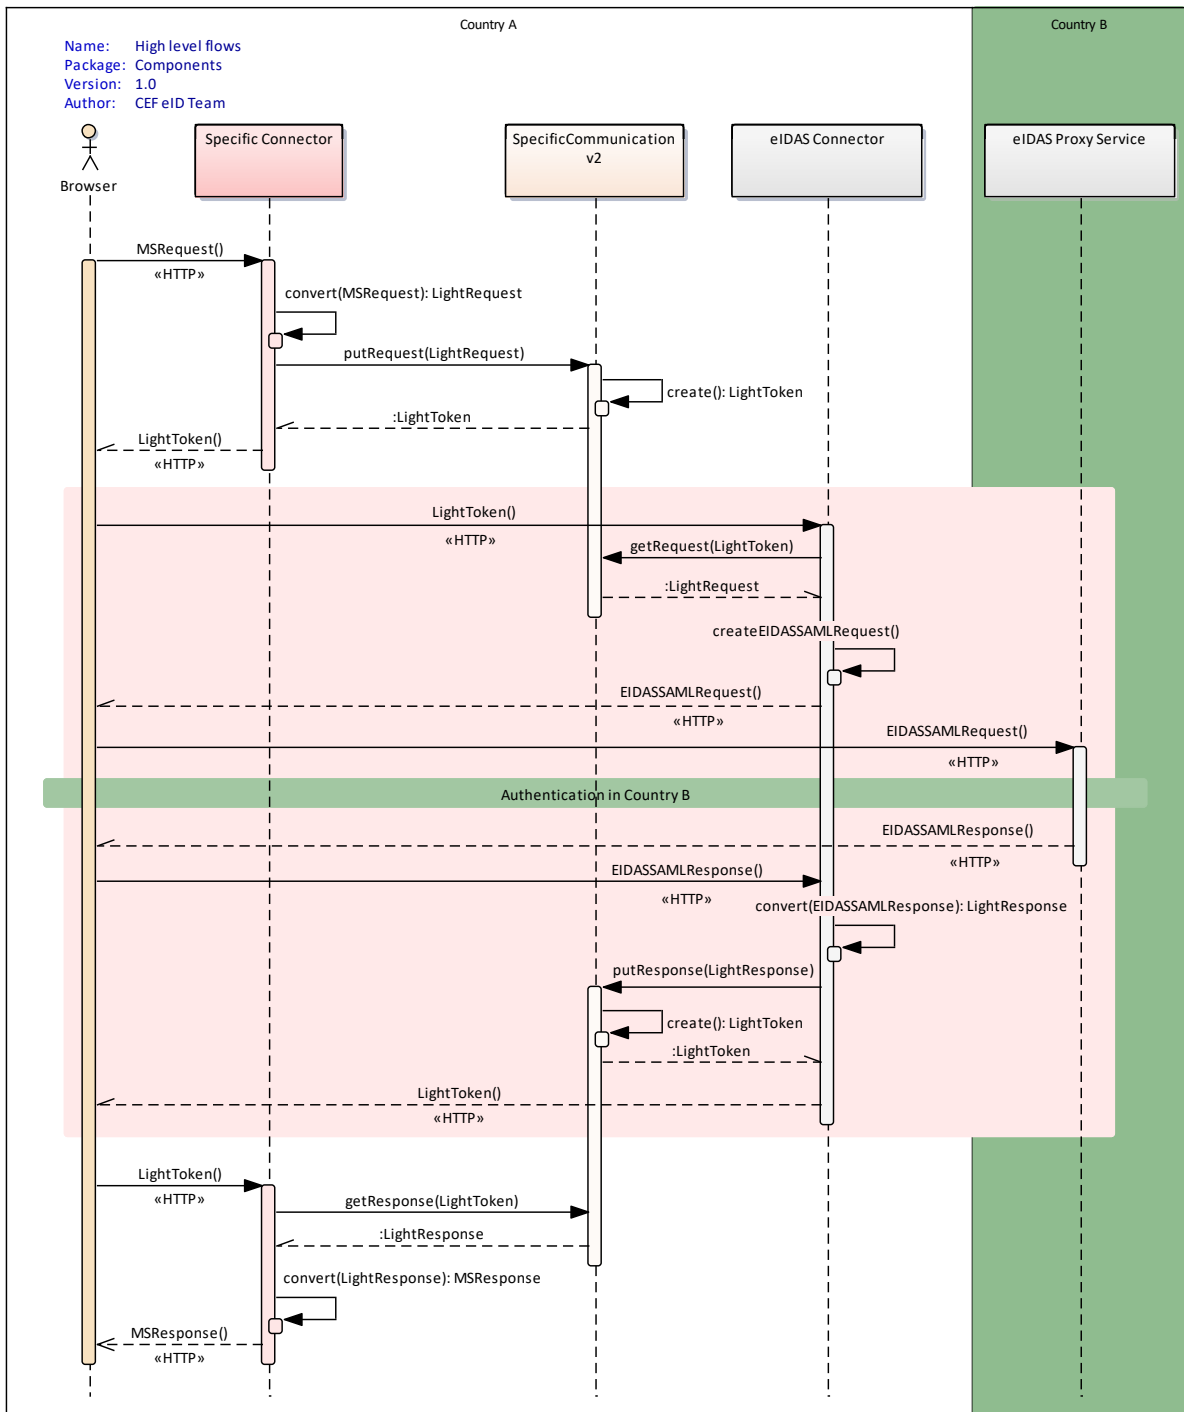 Country A
Country B
Name: High level flows
Package: Components
Version: 1.0
Author: CEF eID Team
Browser
Specific Connector
SpecificCommunication
v2
eIDAS Connector
eIDAS Proxy Service
MSRequest()
«HTTP»
convert(MSRequest): LightRequest
putRequest(LightRequest)
create(): LightToken
:LightToken
LightToken()
«HTTP»
LightToken()
«HTTP»
getRequest(LightToken)
:LightRequest
createEIDASSAMLRequest()
EIDASSAMLRequest()
«HTTP»
EIDASSAMLRequest()
«HTTP»
Authentication in Country B
EIDASSAMLResponse()
«HTTP»
EIDASSAMLResponse()
«HTTP»
convert(EIDASSAMLResponse): LightResponse
putResponse(LightResponse)
create(): LightToken
:LightToken
LightToken()
«HTTP»
LightToken()
«HTTP»
getResponse(LightToken)
:LightResponse
convert(LightResponse): MSResponse
MSResponse()
«HTTP»